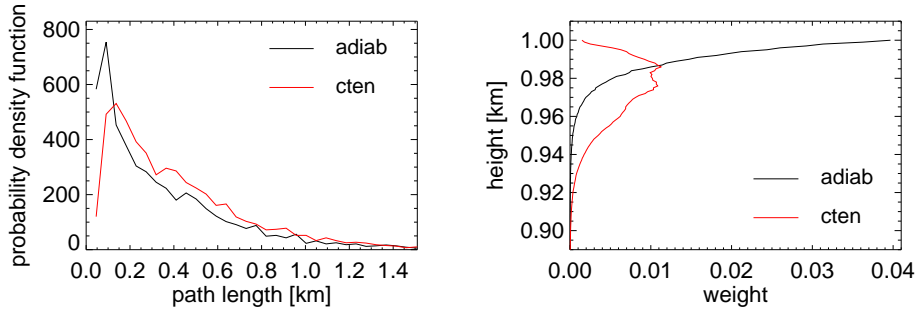 probability density function
800
600
400
200
0
adiab
cten
0.0 0.2 0.4 0.6 0.8 1.0 1.2 1.4
path length [km]
height [km]
1.00
0.98
0.96
0.94
0.92
0.90
adiab
cten
0.00 0.01 0.02 0.03 0.04
weight